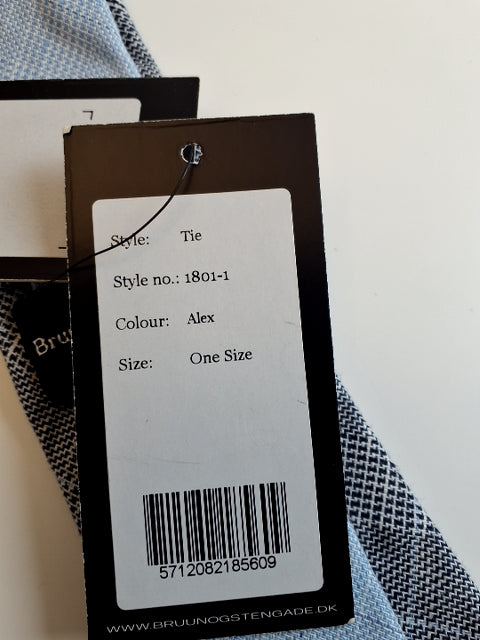 Style: Tie
Style no.: 1801-1
Colour: Alex
Size: One Size
5712082185609
WWW.BRUUNOGSTENGADE.DK